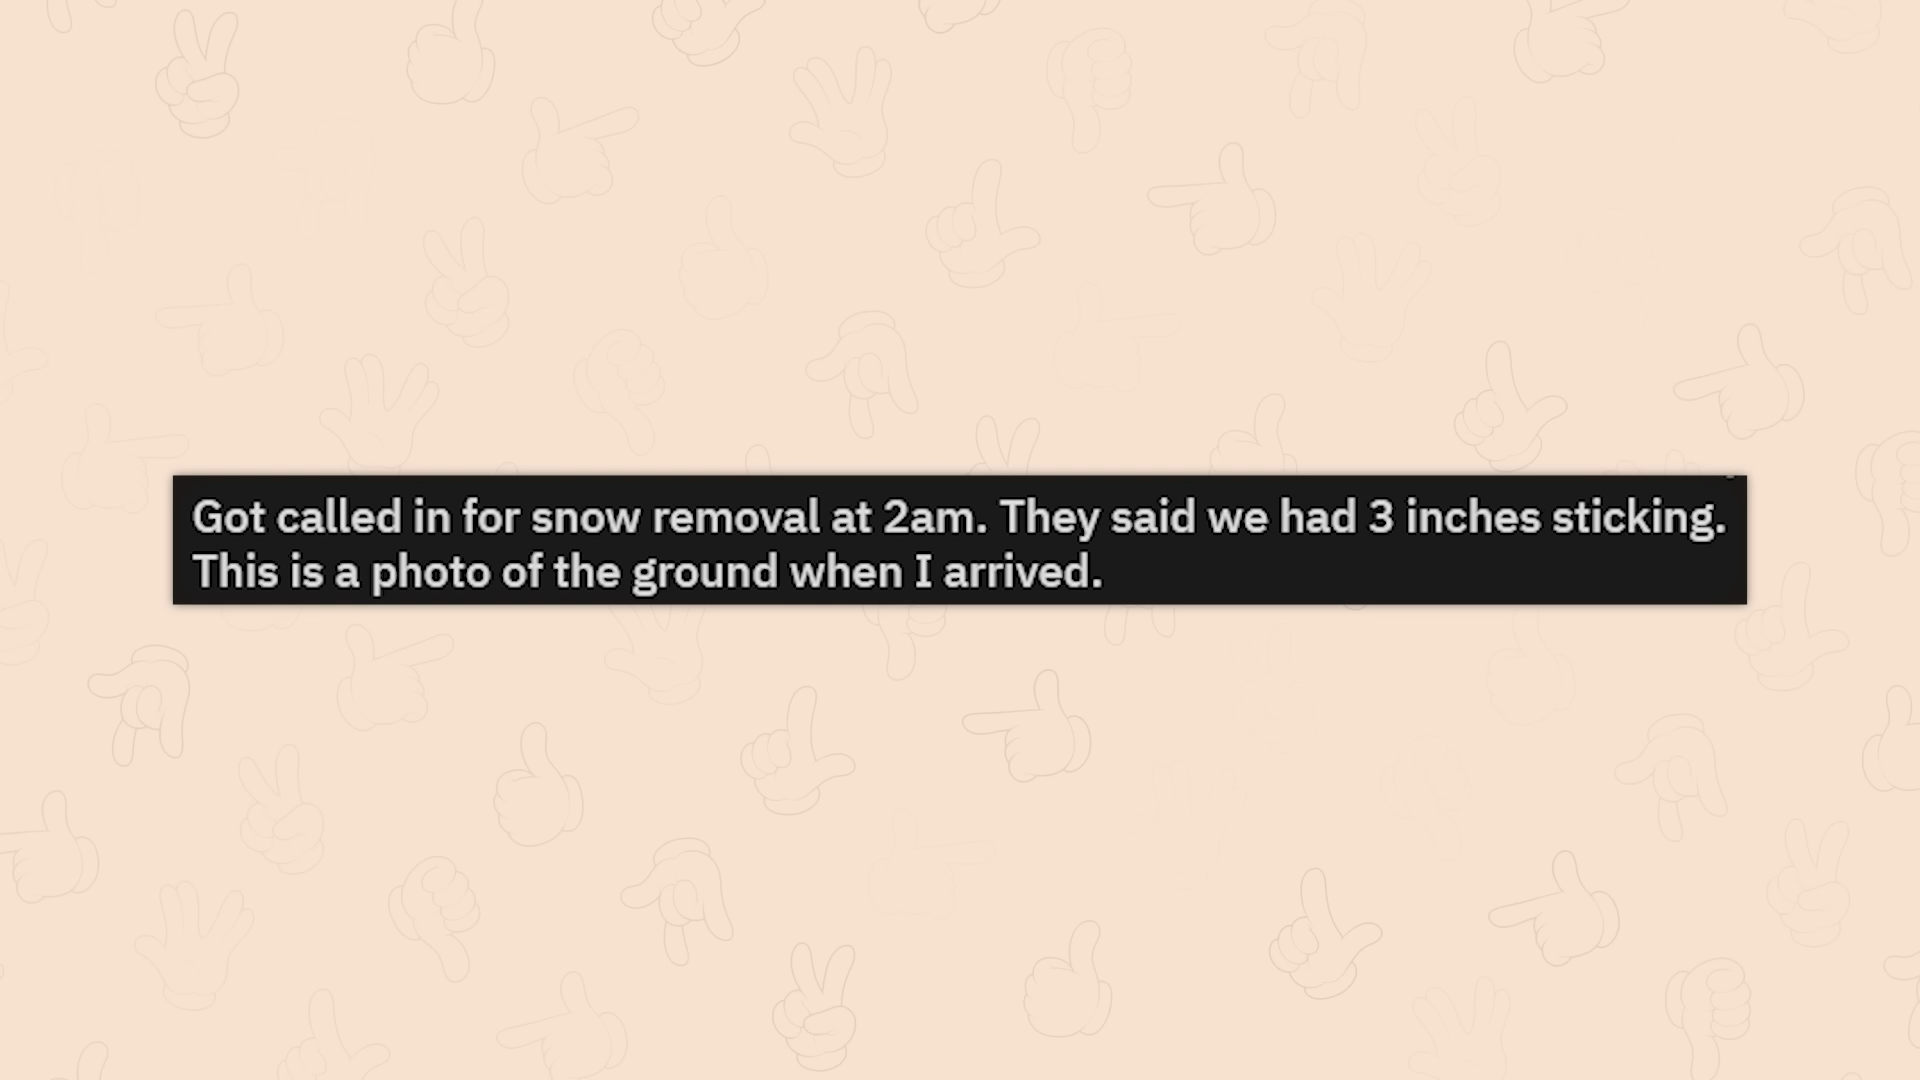 Got called in for snow removal at 2am. They said we had 3 inches sticking.
This is a photo of the ground when I arrived.